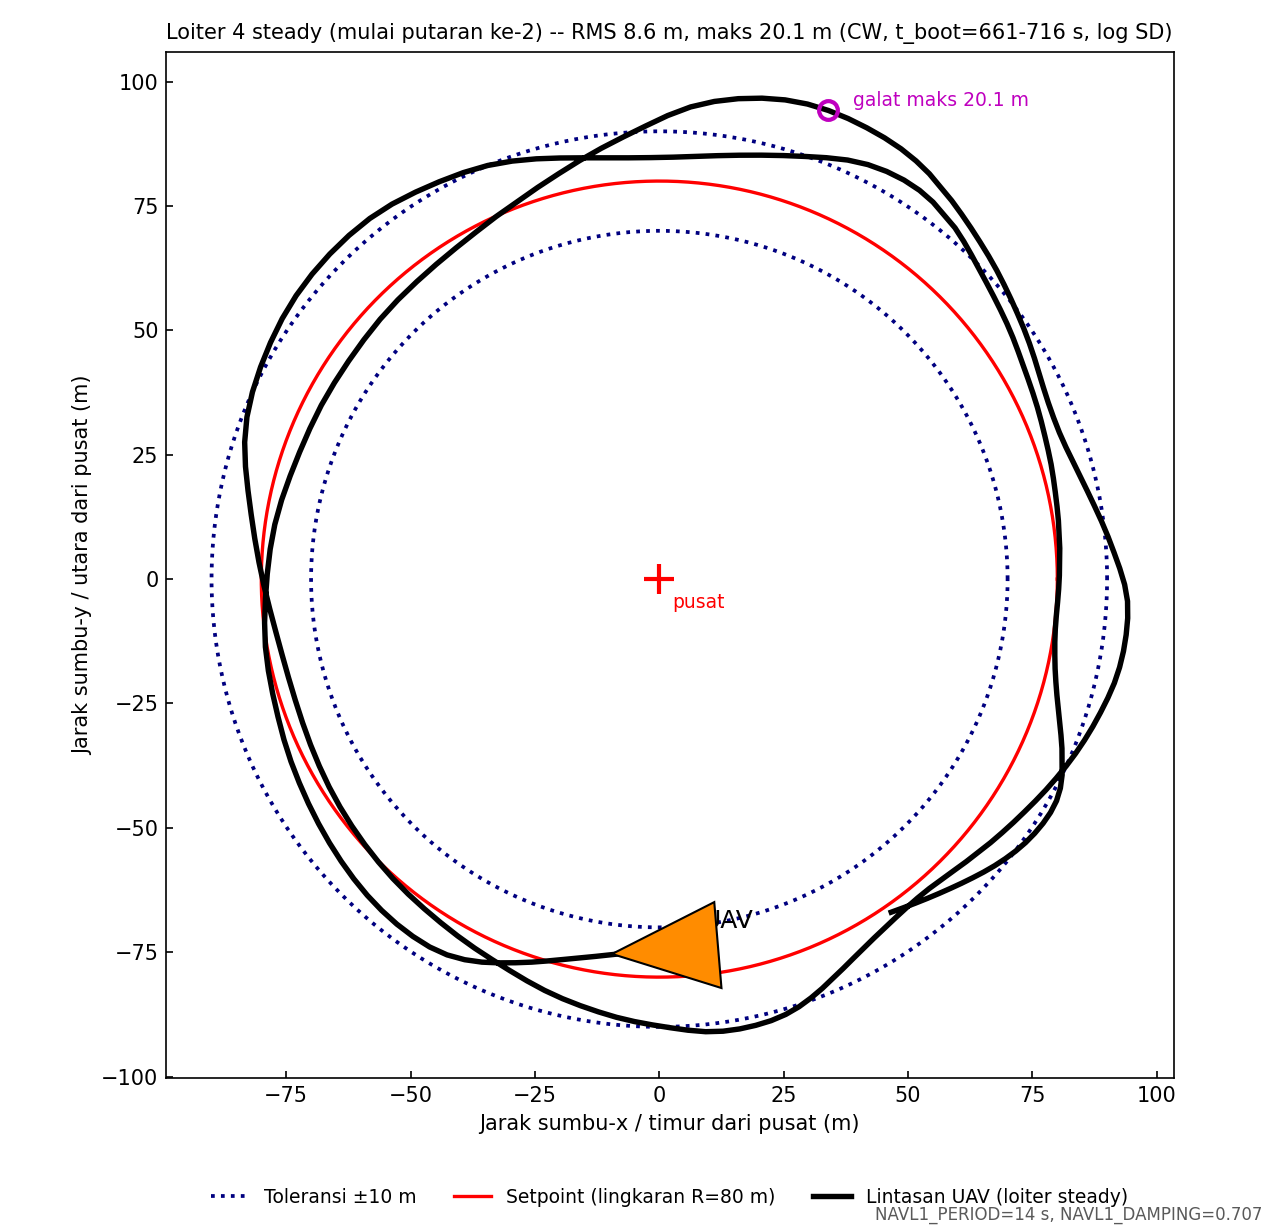 Loiter 4 steady (mulai putaran ke-2) -- RMS 8.6 m, maks 20.1 m (CW, t_boot=661-716 s, log SD)
galat maks 20.1 m
100
75
50
25
0
−25
−50
−75
−100
Jarak sumbu-y / utara dari pusat (m)
pusat
−75
−50
−25
0
25
50
75
100
Jarak sumbu-x / timur dari pusat (m)
Toleransi ±10 m
Setpoint (lingkaran R=80 m)
Lintasan UAV (loiter steady)
NAVL1_PERIOD=14 s, NAVL1_DAMPING=0.707